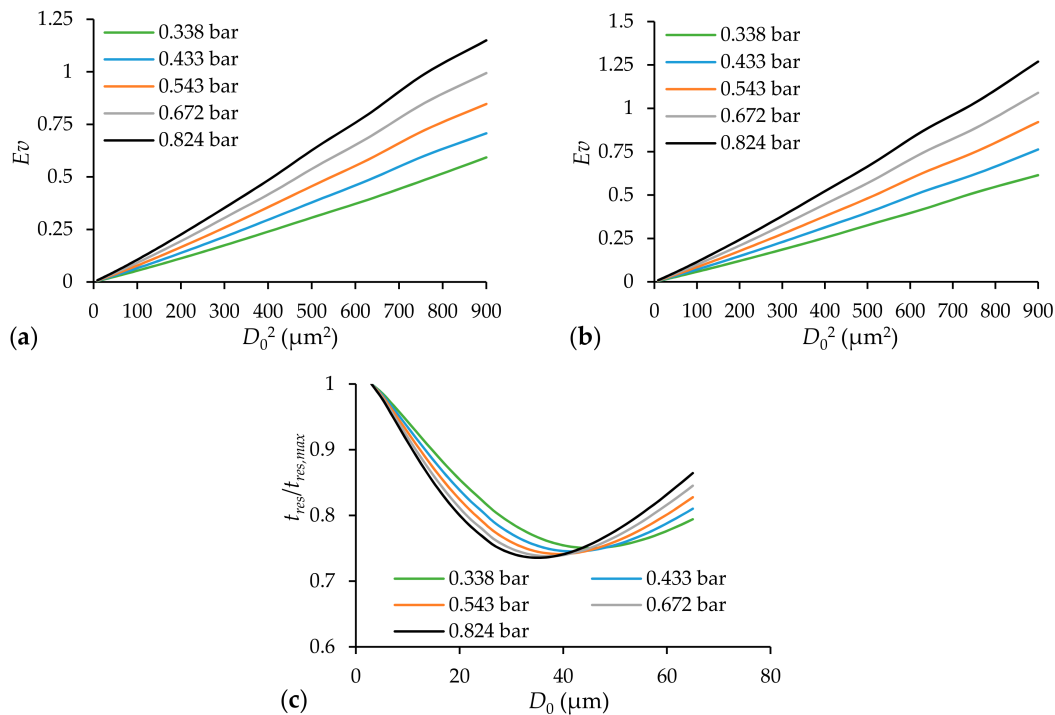 1.25
1
0.75
0.5
0.25
0
Ev
0.338 bar
0.433 bar
0.543 bar
0.672 bar
0.824 bar
0 100 200 300 400 500 600 700 800 900
D₀² (μm²)
(a)
1.5
1.25
1
0.75
0.5
0.25
0
Ev
0.338 bar
0.433 bar
0.543 bar
0.672 bar
0.824 bar
0 100 200 300 400 500 600 700 800 900
D₀² (μm²)
(b)
1
0.9
0.8
0.7
0.6
t_res/t_res,max
0.338 bar 0.433 bar
0.543 bar 0.672 bar
0.824 bar
0 20 40 60 80
D₀ (μm)
(c)